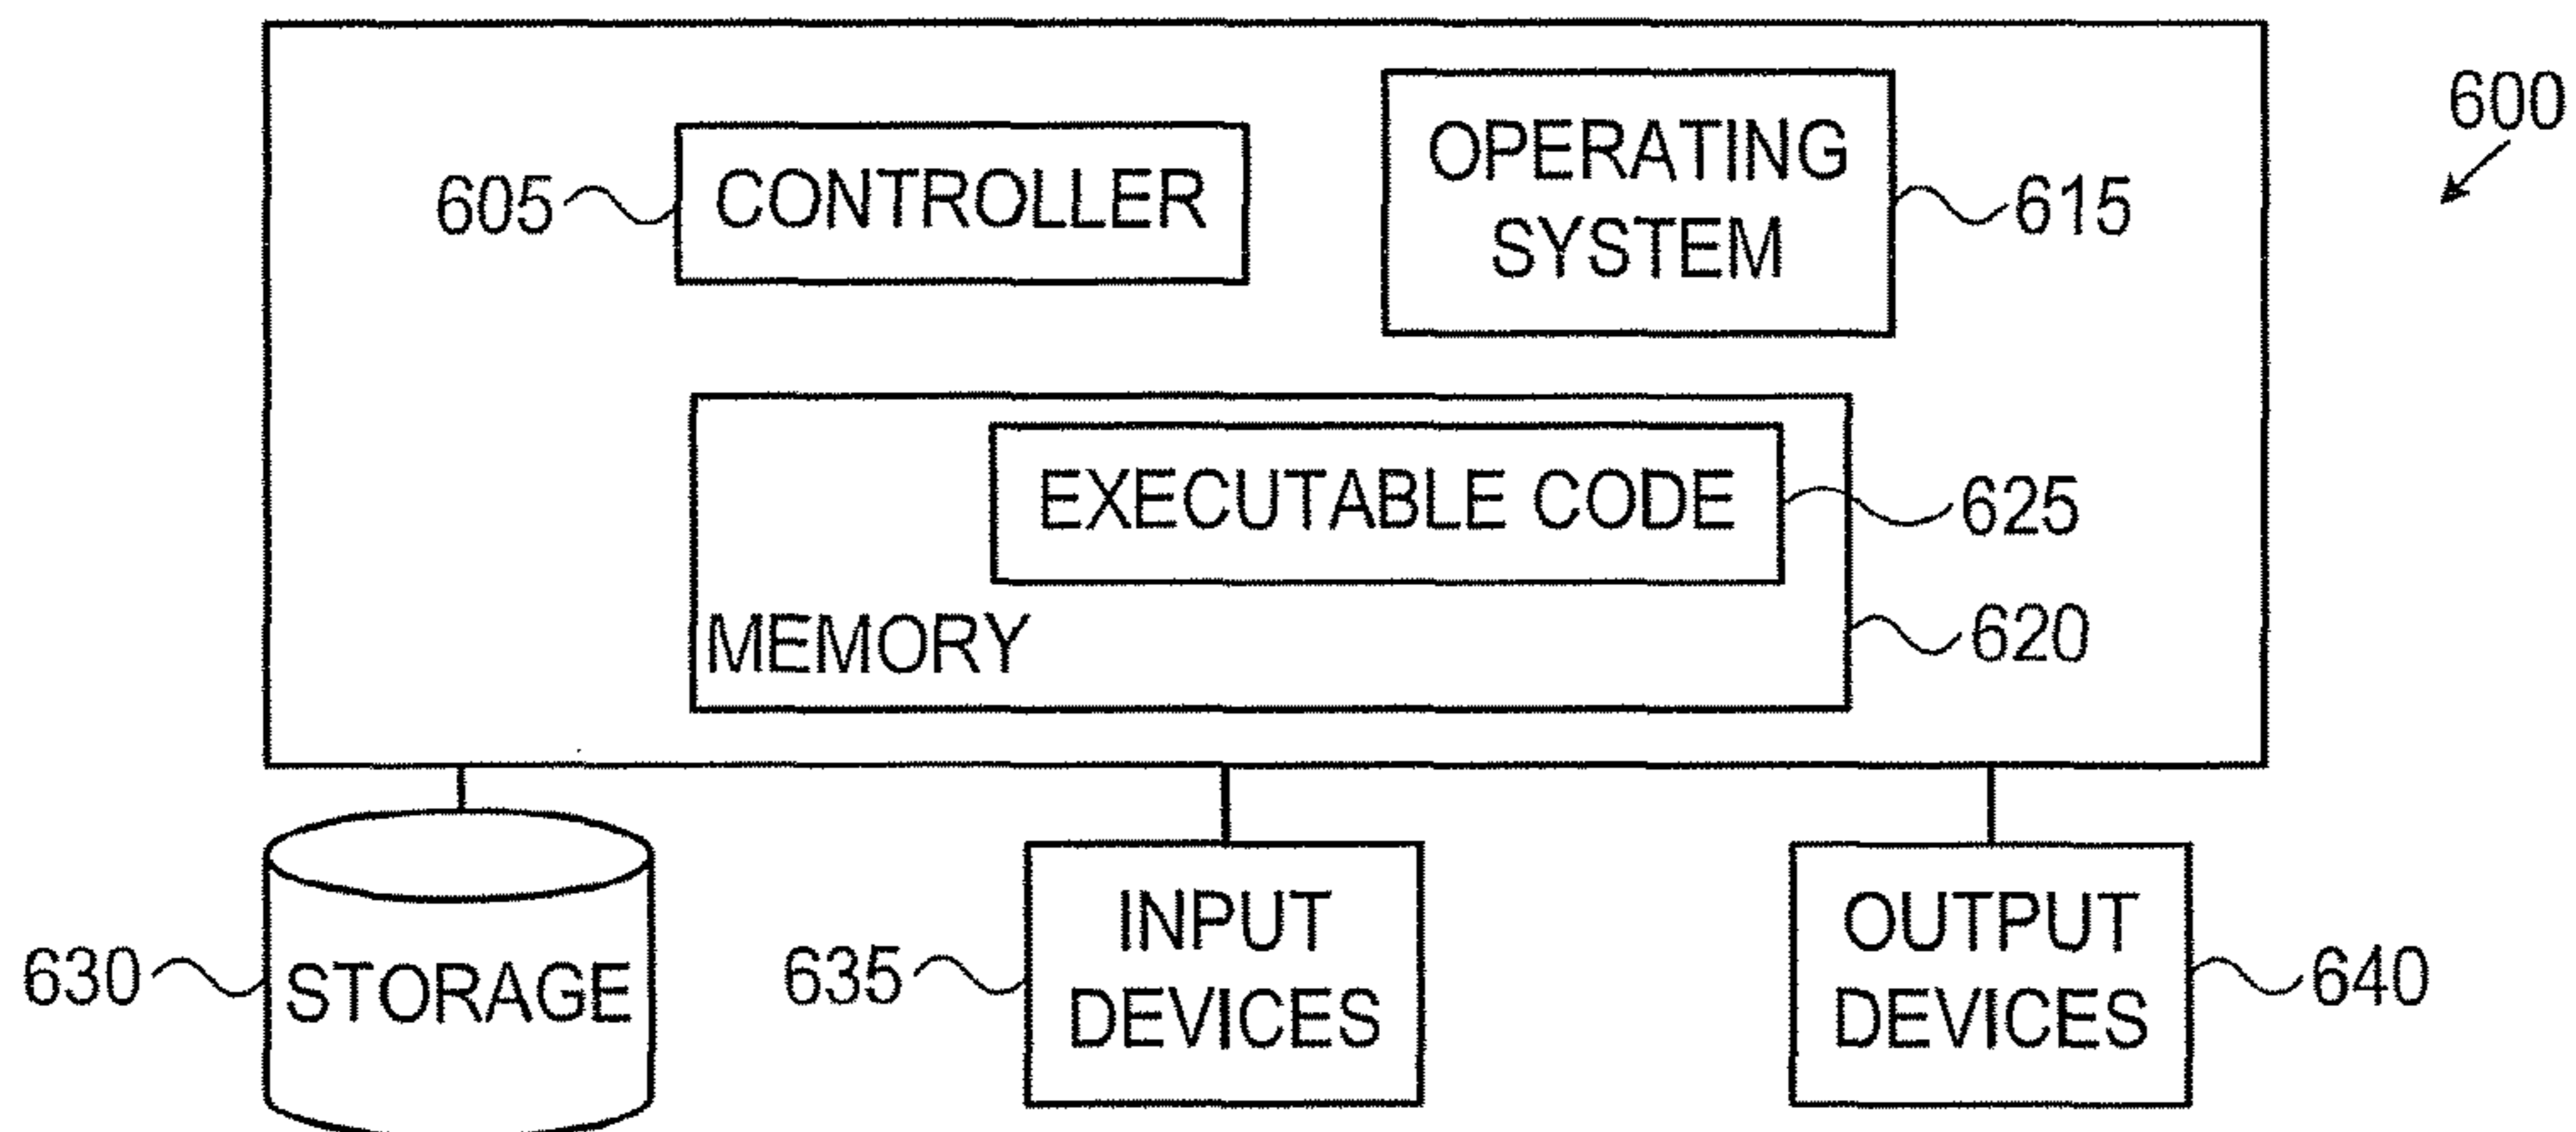 600
OPERATING
605 CONTROLLER
SYSTEM 615
EXECUTABLE CODE 625
MEMORY 620
630 STORAGE
635 INPUT
DEVICES
OUTPUT
DEVICES 640